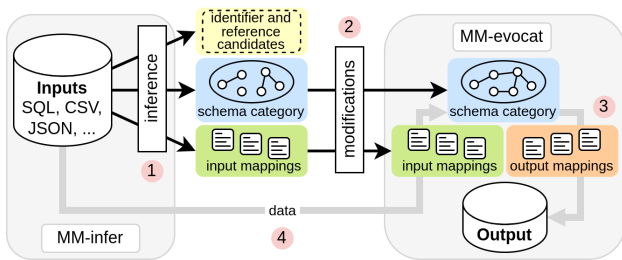 Inputs
SQL, CSV,
JSON, ...
inference
1
MM-infer
identifier and
reference
candidates
schema category
input mappings
2
modifications
MM-evocat
schema category
3
input mappings
output mappings
data
4
Output